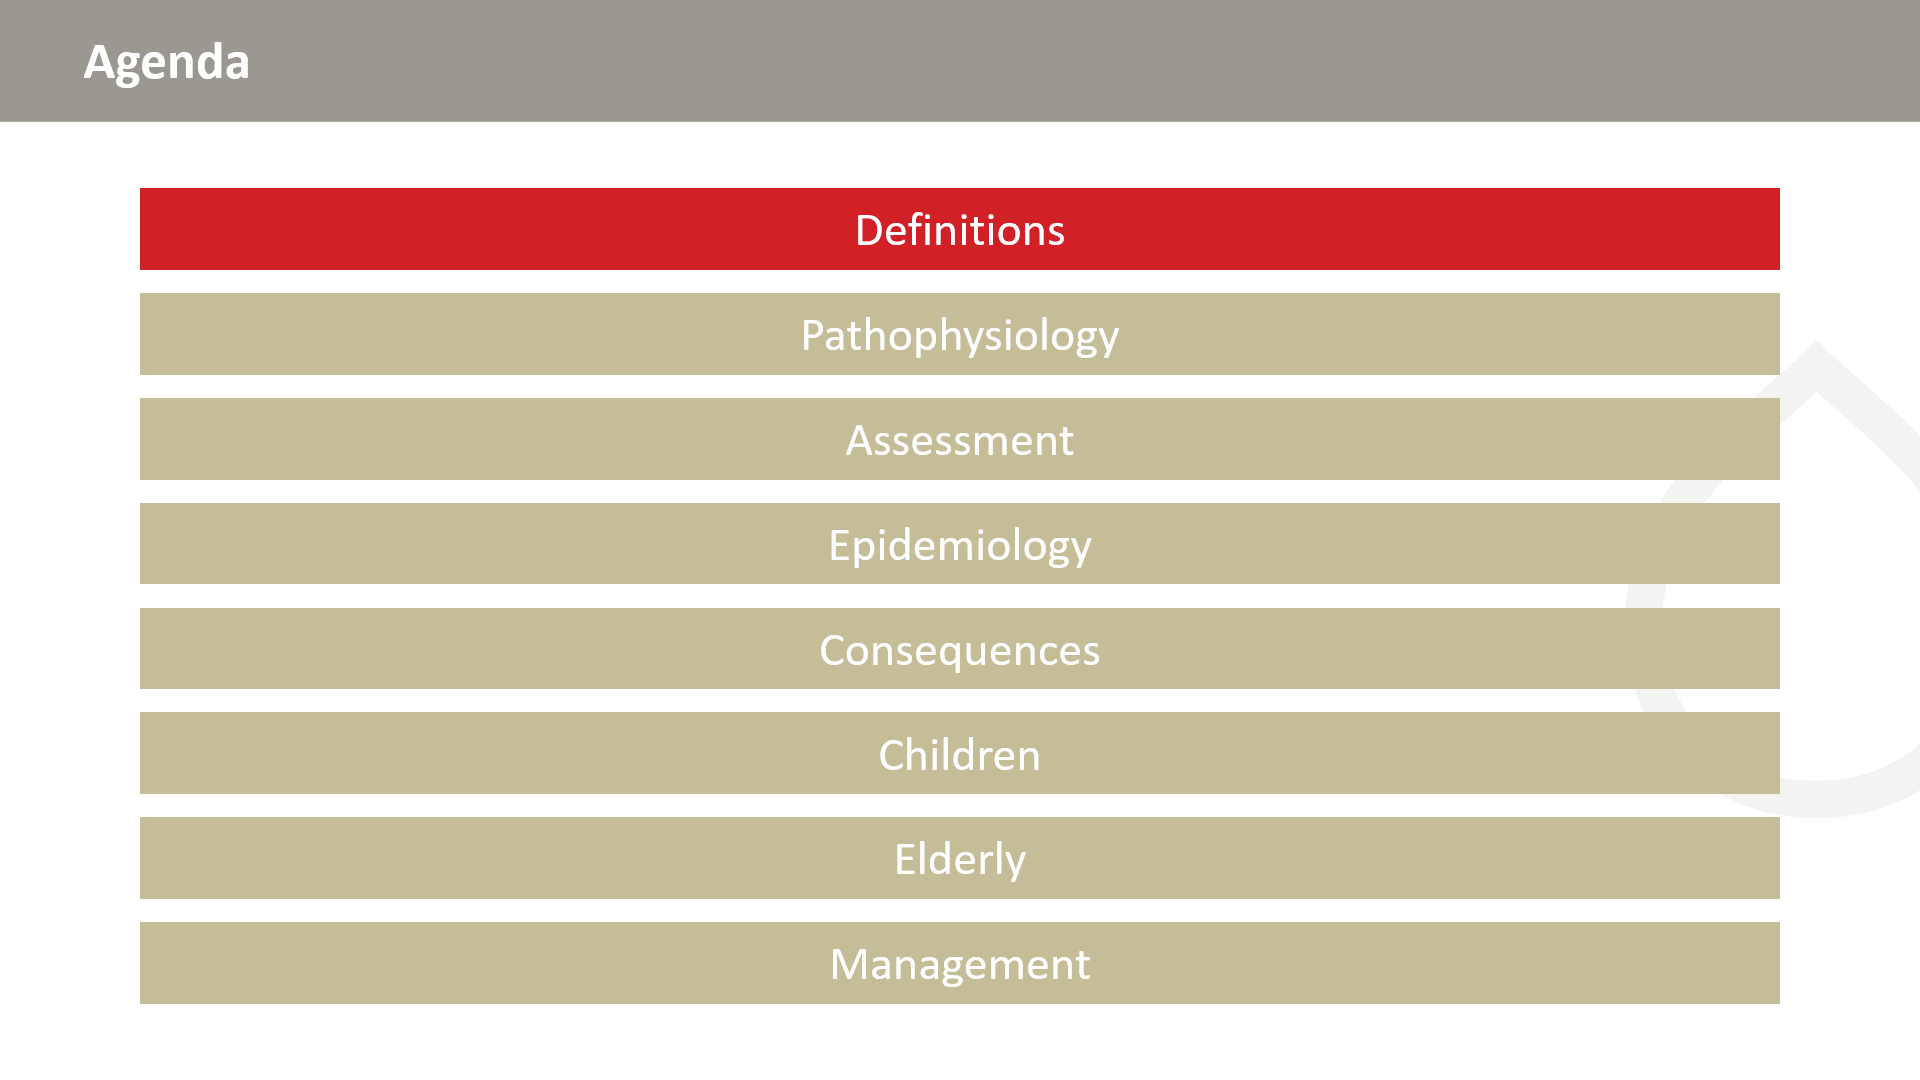 Agenda
Definitions
Pathophysiology
Assessment
Epidemiology
Consequences
Children
Elderly
Management